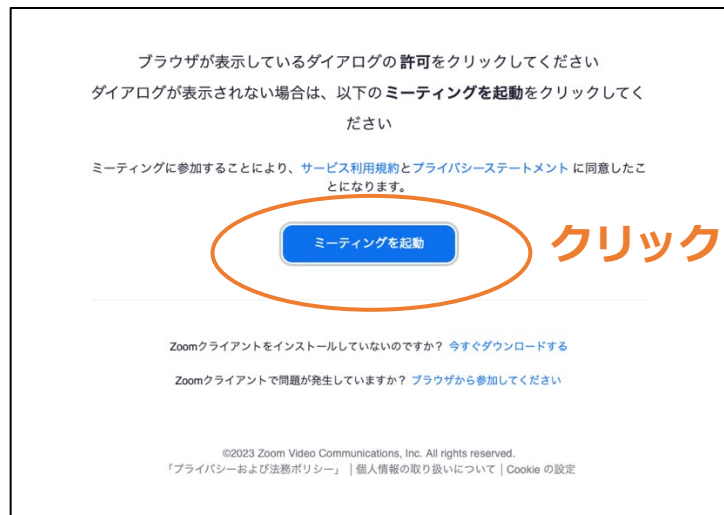 ブラウザが表示しているダイアログの 許可をクリックしてください
ダイアログが表示されない場合は、以下の ミーティングを起動をクリックしてく
ださい
ミーティングに参加することにより、サービス利用規約とプライバシーステートメント に同意したこ
とになります。
ミーティングを起動
クリック
Zoomクライアントをインストールしていないのですか？ 今すぐダウンロードする
Zoomクライアントで問題が発生していますか？ ブラウザから参加してください
©2023 Zoom Video Communications, Inc. All rights reserved.
「プライバシーおよび法務ポリシー」 | 個人情報の取り扱いについて | Cookie の設定